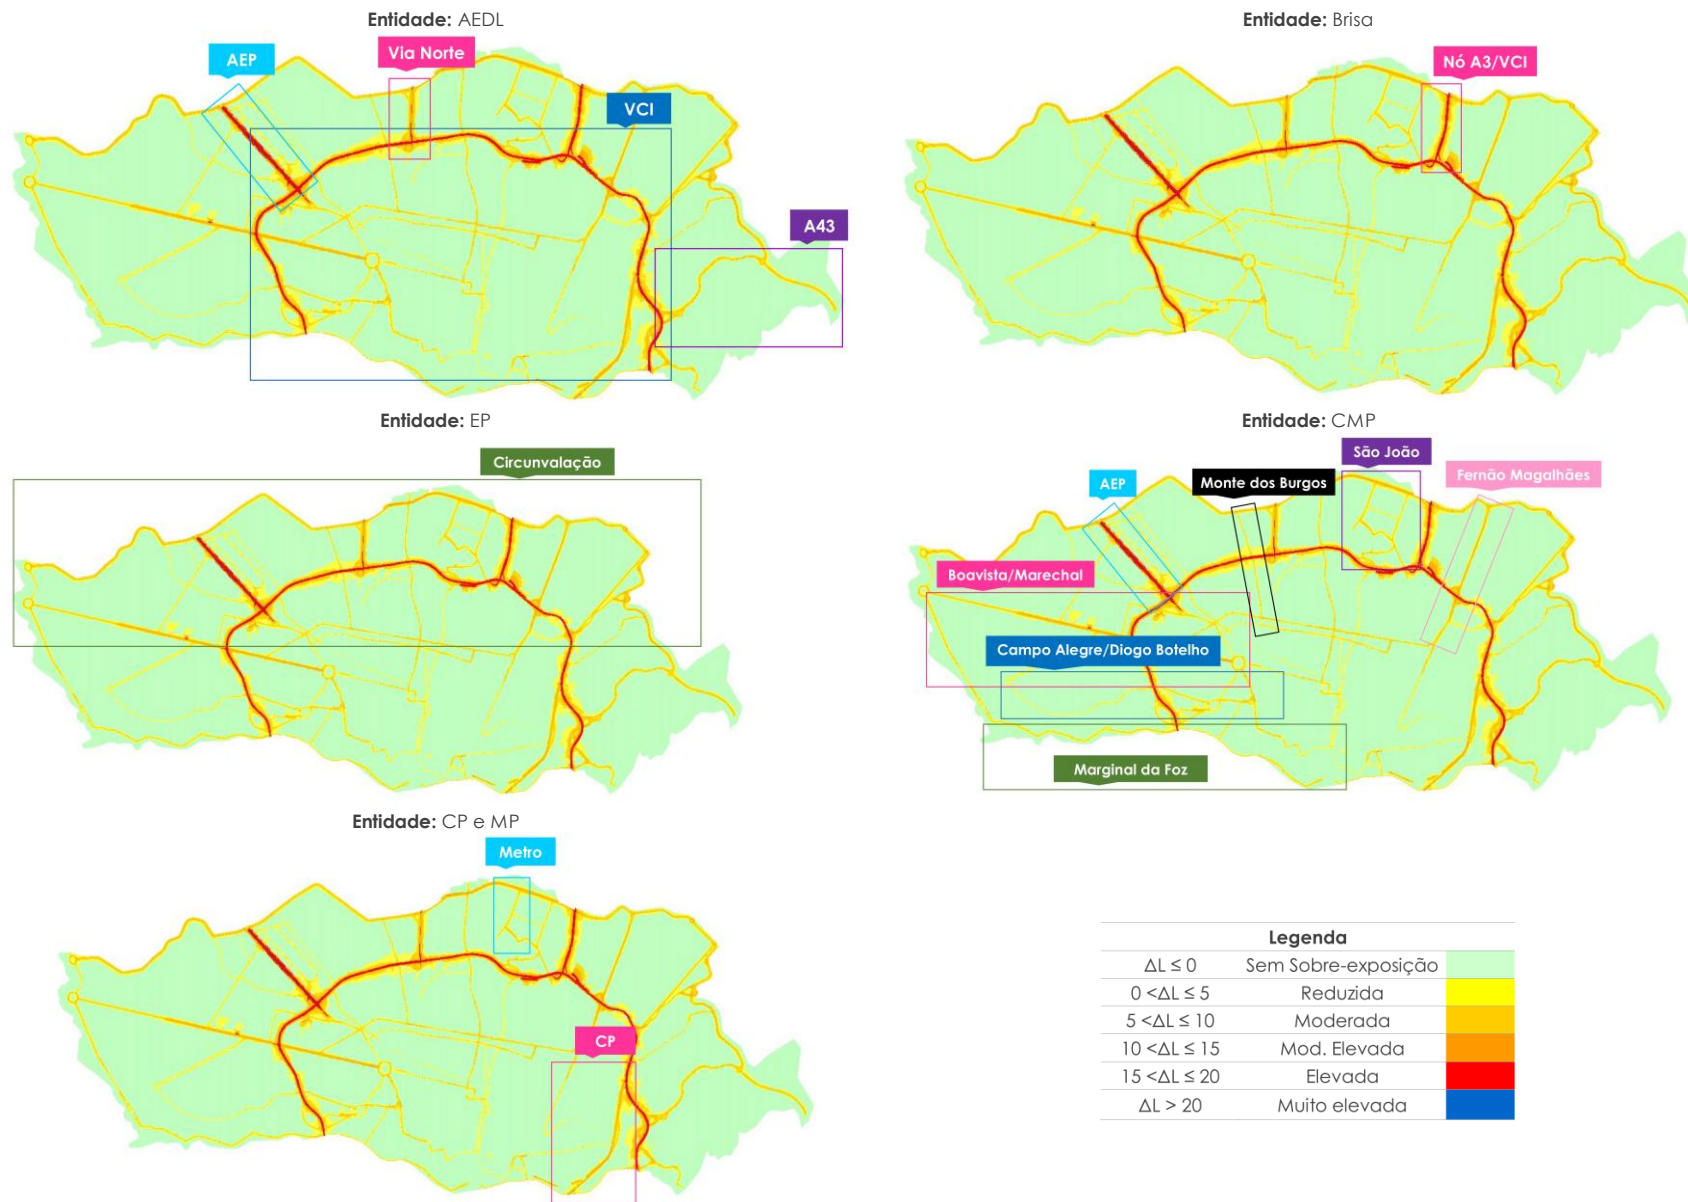 Entidade: AEDL
AEP
Via Norte
VCI
A43
Entidade: Brisa
Nó A3/VCI
Entidade: EP
Circunvalação
Entidade: CMP
São João
AEP
Monte dos Burgos
Fernão Magalhães
Boavista/Marechal
Campo Alegre/Diogo Botelho
Marginal da Foz
Entidade: CP e MP
Metro
CP
Legenda
ΔL ≤ 0 Sem Sobre-exposição
0 <ΔL ≤ 5 Reduzida
5 <ΔL ≤ 10 Moderada
10 <ΔL ≤ 15 Mod. Elevada
15 <ΔL ≤ 20 Elevada
ΔL > 20 Muito elevada